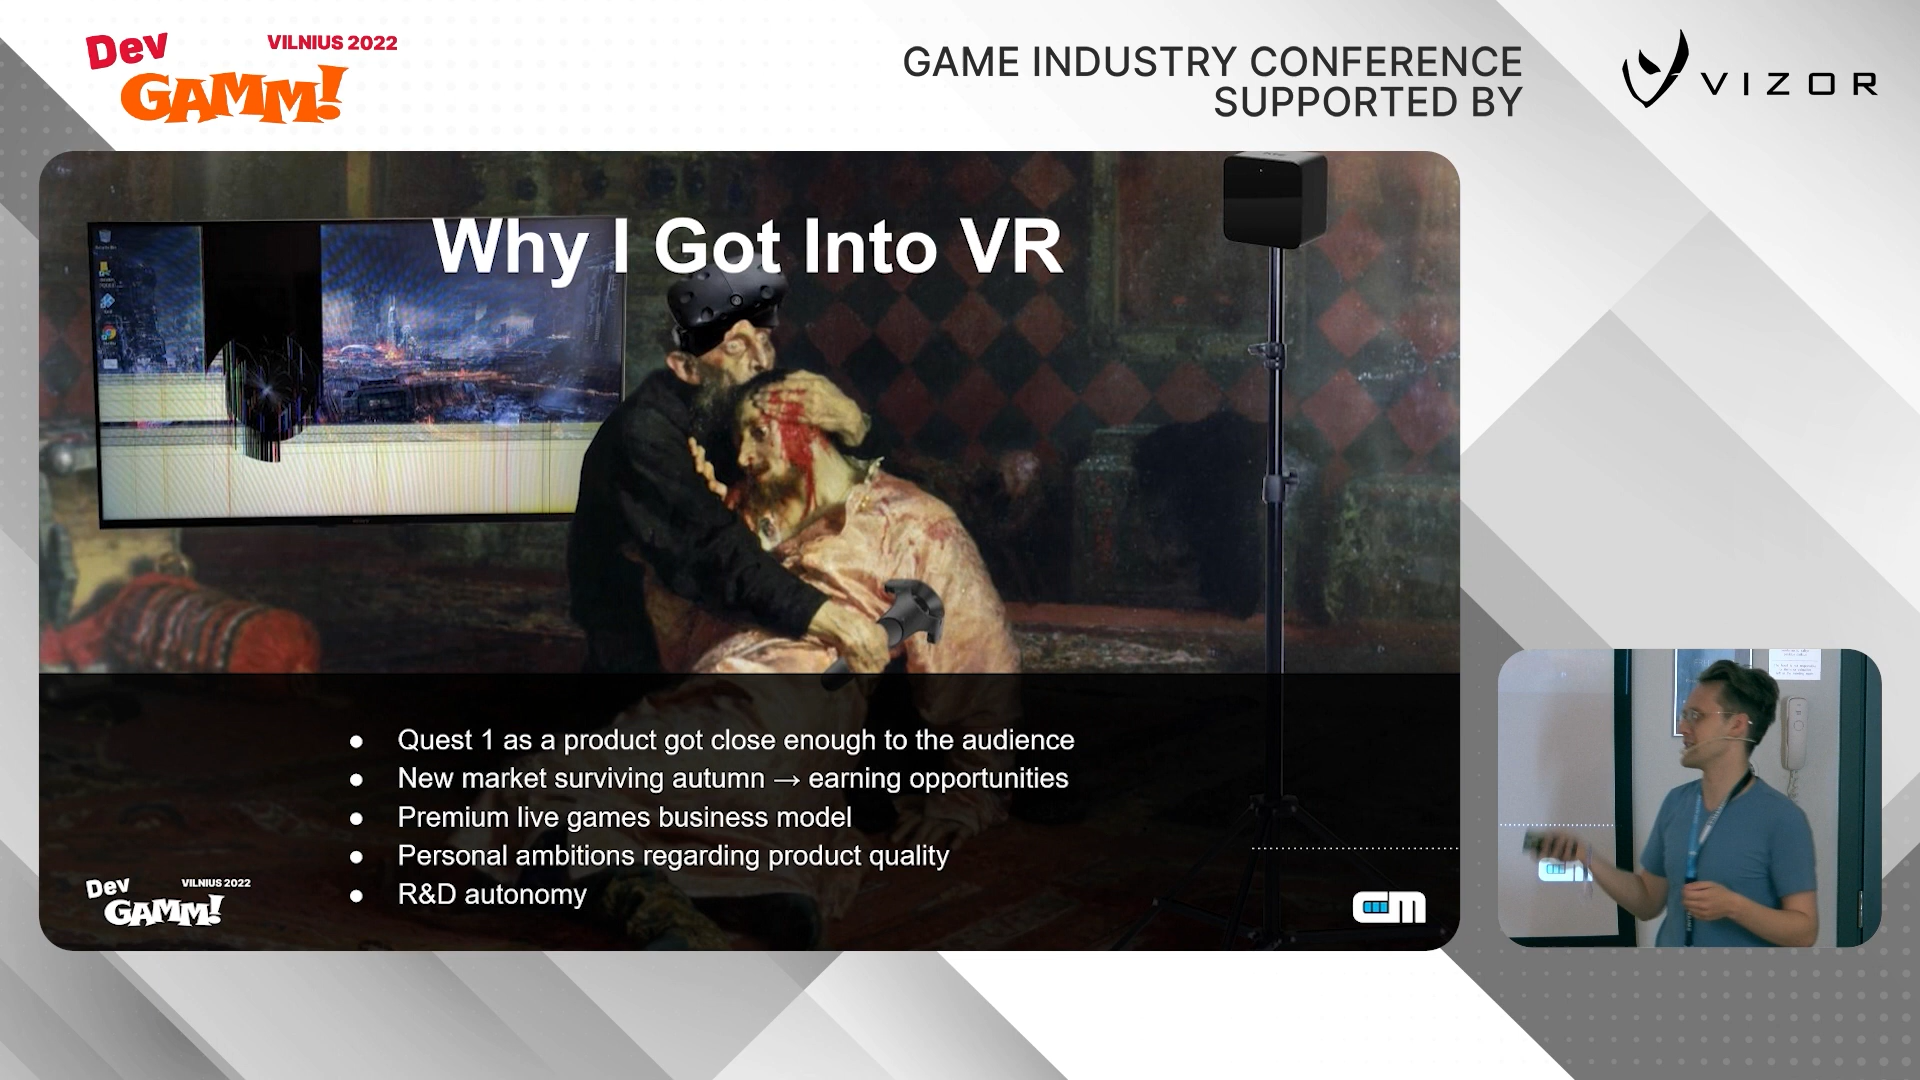 Dev
GAMM!
VILNIUS 2022
GAME INDUSTRY CONFERENCE
SUPPORTED BY
VIZOR
Why I Got Into VR
● Quest 1 as a product got close enough to the audience
● New market surviving autumn → earning opportunities
● Premium live games business model
● Personal ambitions regarding product quality
● R&D autonomy
Dev
GAMM!
VILNIUS 2022